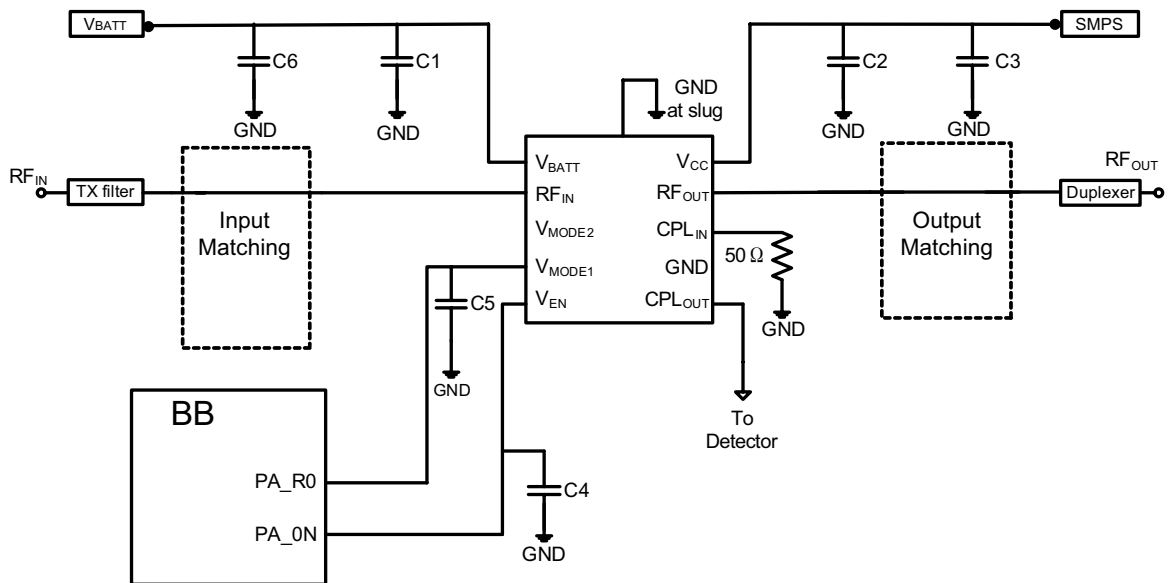 VBATT
SMPS
C6
C1
C2
C3
GND
at slug
GND
GND
GND
GND
VBATT
VCC
RFIN
TX filter
RFIN
RFOUT
Duplexer
RFOUT
Input
Matching
Output
Matching
VMODE2
CPLIN
50 Ω
VMODE1
GND
C5
VEN
CPLOUT
GND
GND
BB
To
Detector
PA_R0
C4
PA_0N
GND